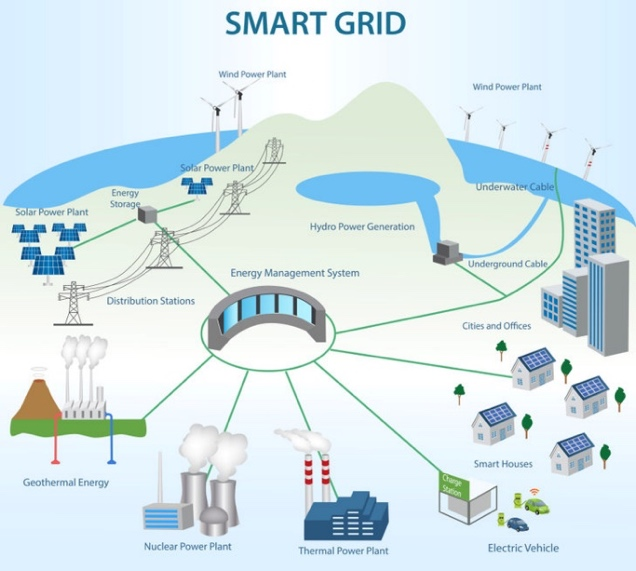 SMART GRID
Wind Power Plant
Wind Power Plant
Solar Power Plant
Underwater Cable
Energy
Storage
Solar Power Plant
Hydro Power Generation
Underground Cable
Energy Management System
Distribution Stations
Cities and Offices
Smart Houses
Charge
Station
Geothermal Energy
Nuclear Power Plant
Thermal Power Plant
Electric Vehicle